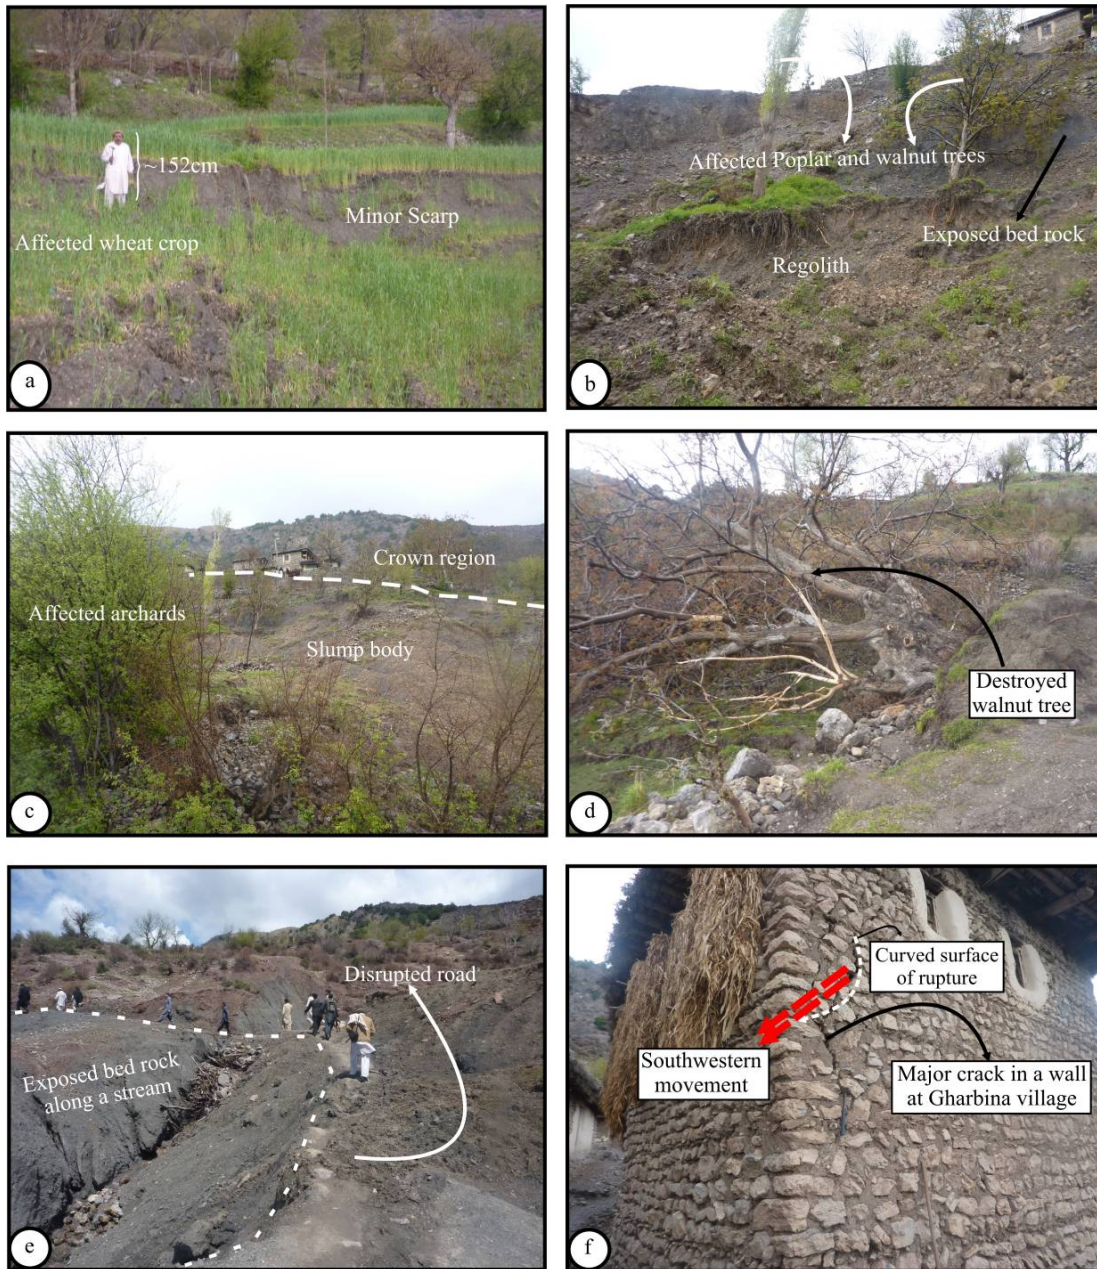 ~152cm
Minor Scarp
Affected wheat crop
a
Affected Poplar and walnut trees
Exposed bed rock
Regolith
b
Crown region
Affected archards
Slump body
c
Destroyed
walnut tree
d
Disrupted road
Exposed bed rock
along a stream
e
Curved surface
of rupture
Southwestern
movement
Major crack in a wall
at Gharbina village
f